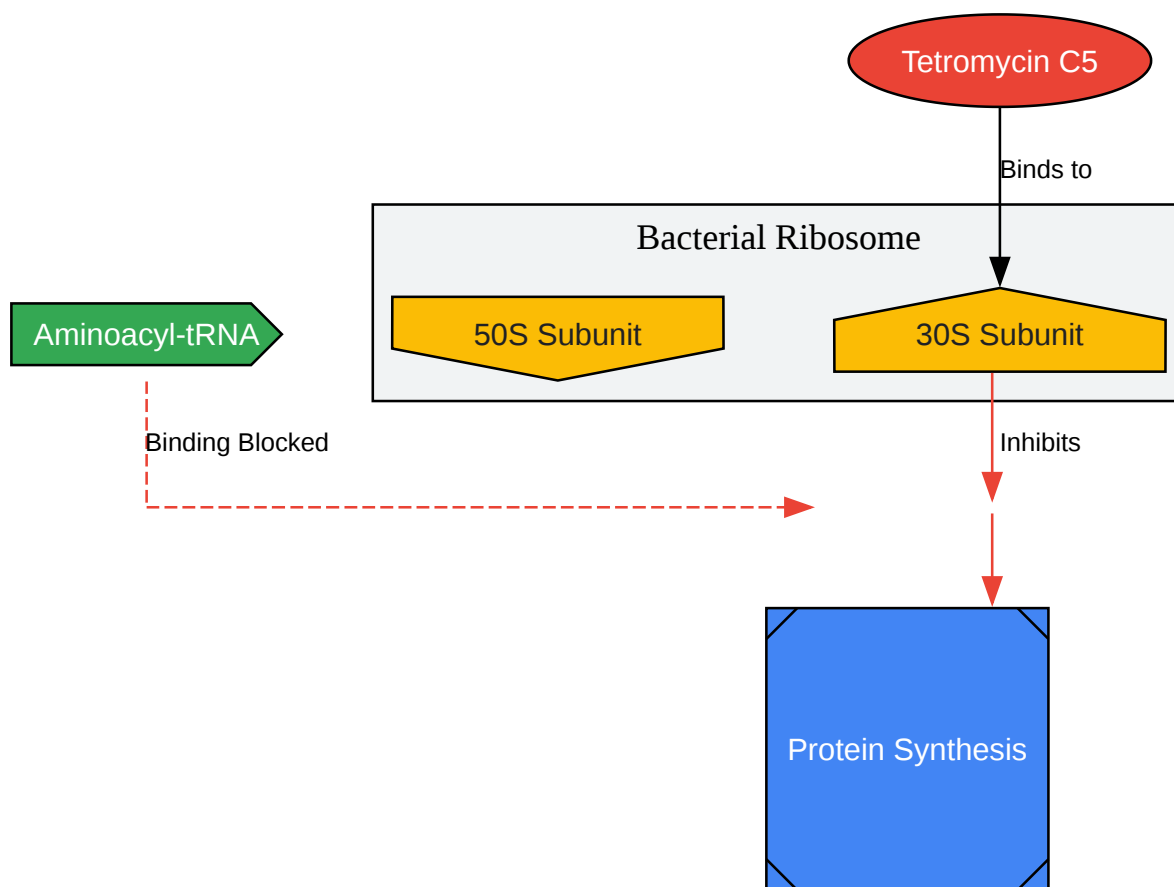 Tetromycin C5
Binds to
Bacterial Ribosome
Aminoacyl-tRNA
50S Subunit
30S Subunit
Binding Blocked
Inhibits
Protein Synthesis